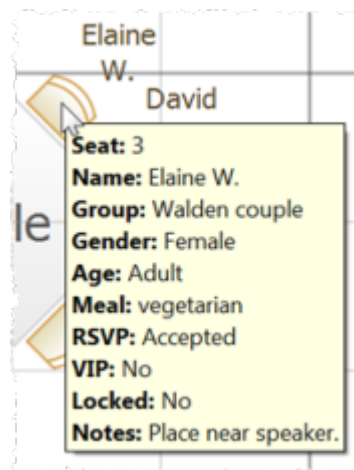 Elaine
W.
David
le
Seat: 3
Name: Elaine W.
Group: Walden couple
Gender: Female
Age: Adult
Meal: vegetarian
RSVP: Accepted
VIP: No
Locked: No
Notes: Place near speaker.